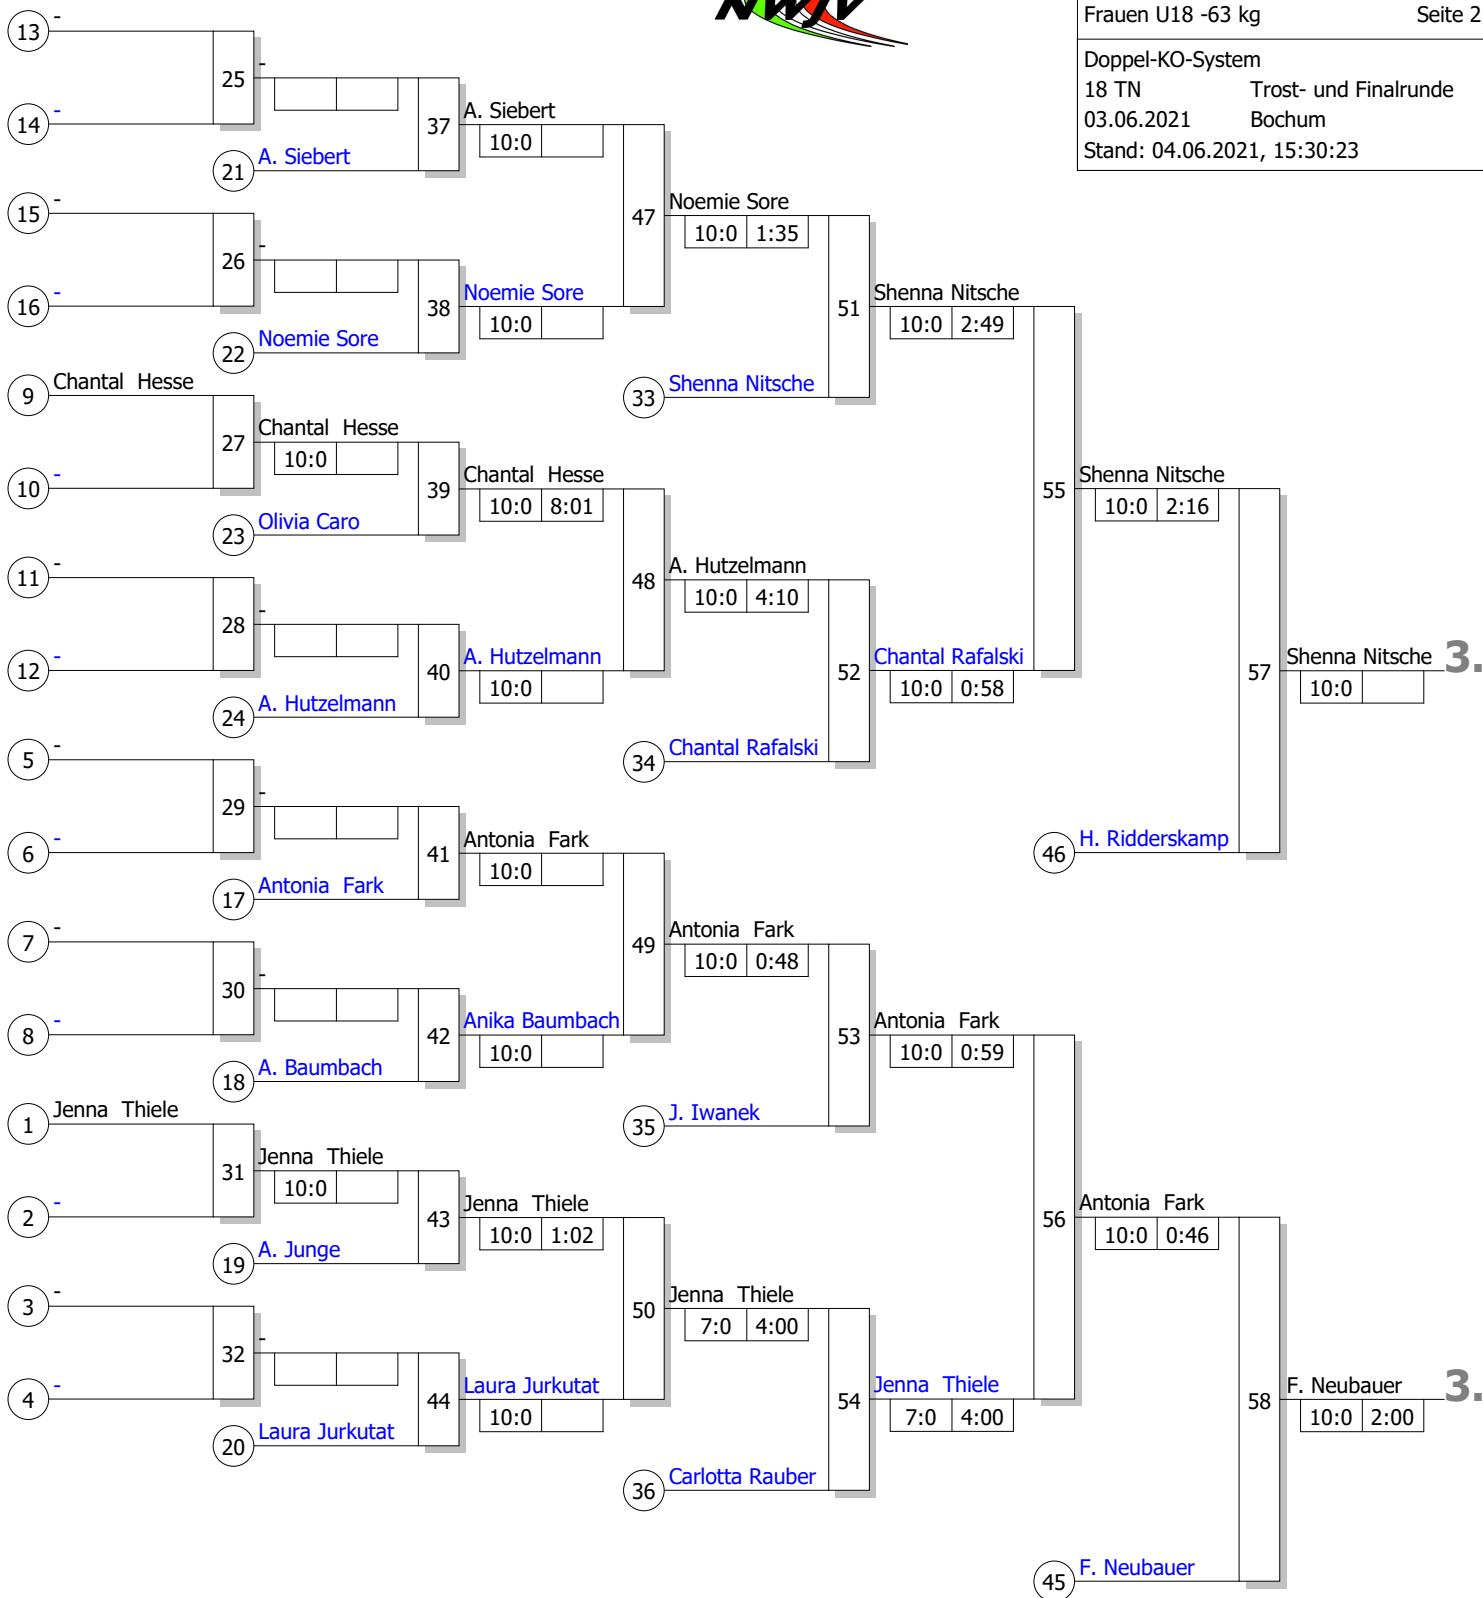 NWJV
Frauen U18 -63 kg Seite 2
Doppel-KO-System
18 TN Trost- und Finalrunde
03.06.2021 Bochum
Stand: 04.06.2021, 15:30:23
13 -
25 -
14 -
37 A. Siebert
10:0
21 A. Siebert
15 -
47 Noemie Sore
10:0 1:35
26 -
16 -
38 Noemie Sore
10:0
22 Noemie Sore
51 Shenna Nitsche
10:0 2:49
9 Chantal Hesse
33 Shenna Nitsche
27 Chantal Hesse
10:0
10 -
39 Chantal Hesse
10:0 8:01
23 Olivia Caro
55 Shenna Nitsche
10:0 2:16
11 -
48 A. Hutzelmann
10:0 4:10
28 -
12 -
40 A. Hutzelmann
10:0
24 A. Hutzelmann
52 Chantal Rafalski
10:0 0:58
57 Shenna Nitsche 3.
10:0
5 -
34 Chantal Rafalski
29 -
6 -
41 Antonia Fark
10:0
17 Antonia Fark
46 H. Ridderskamp
7 -
49 Antonia Fark
10:0 0:48
30 -
8 -
42 Anika Baumbach
10:0
18 A. Baumbach
53 Antonia Fark
10:0 0:59
1 Jenna Thiele
35 J. Iwanek
31 Jenna Thiele
10:0
2 -
43 Jenna Thiele
10:0 1:02
19 A. Junge
56 Antonia Fark
10:0 0:46
3 -
50 Jenna Thiele
7:0 4:00
32 -
4 -
44 Laura Jurkutat
10:0
20 Laura Jurkutat
54 Jenna Thiele
7:0 4:00
58 F. Neubauer 3.
10:0 2:00
36 Carlotta Rauber
45 F. Neubauer